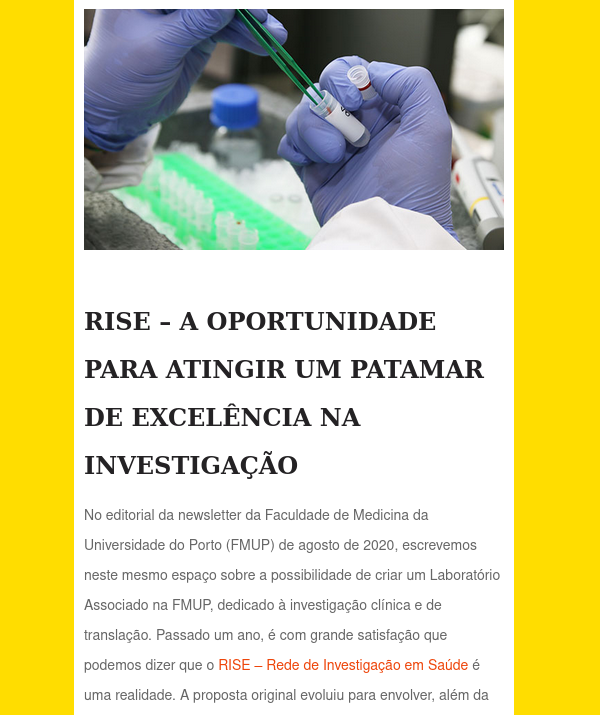 RISE – A OPORTUNIDADE
PARA ATINGIR UM PATAMAR
DE EXCELÊNCIA NA
INVESTIGAÇÃO
No editorial da newsletter da Faculdade de Medicina da
Universidade do Porto (FMUP) de agosto de 2020, escrevemos
neste mesmo espaço sobre a possibilidade de criar um Laboratório
Associado na FMUP, dedicado à investigação clínica e de
translação. Passado um ano, é com grande satisfação que
podemos dizer que o RISE – Rede de Investigação em Saúde é
uma realidade. A proposta original evoluiu para envolver, além da